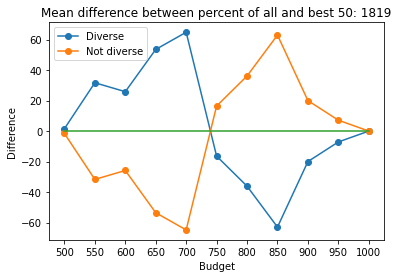 Mean difference between percent of all and best 50: 1819
Diverse
Not diverse
60
40
20
0
−20
−40
−60
Difference
500 550 600 650 700 750 800 850 900 950 1000
Budget